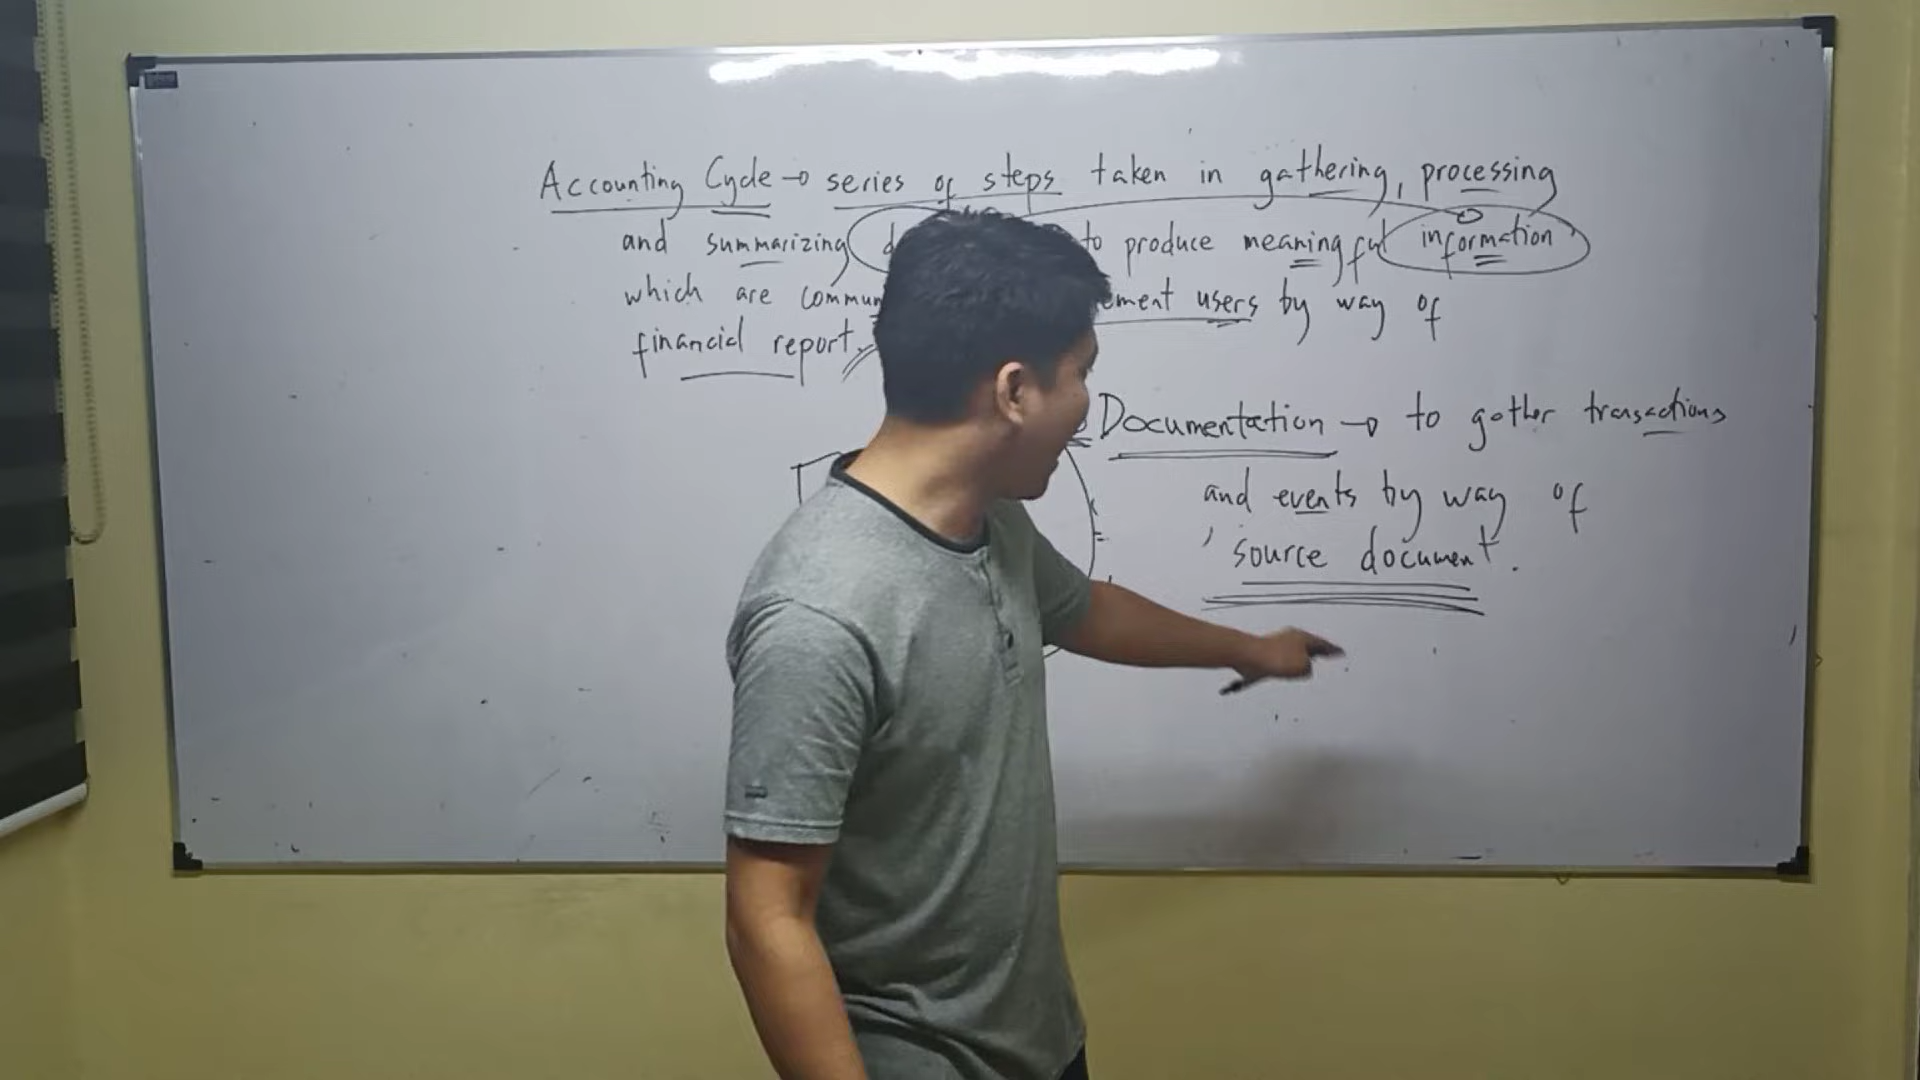 Accounting Cycle → series of steps taken in gathering, processing
and summarizing to produce meaningful information
which are users by way of
financial report.
Documentation → to gather transactions
and events by way of
source document.